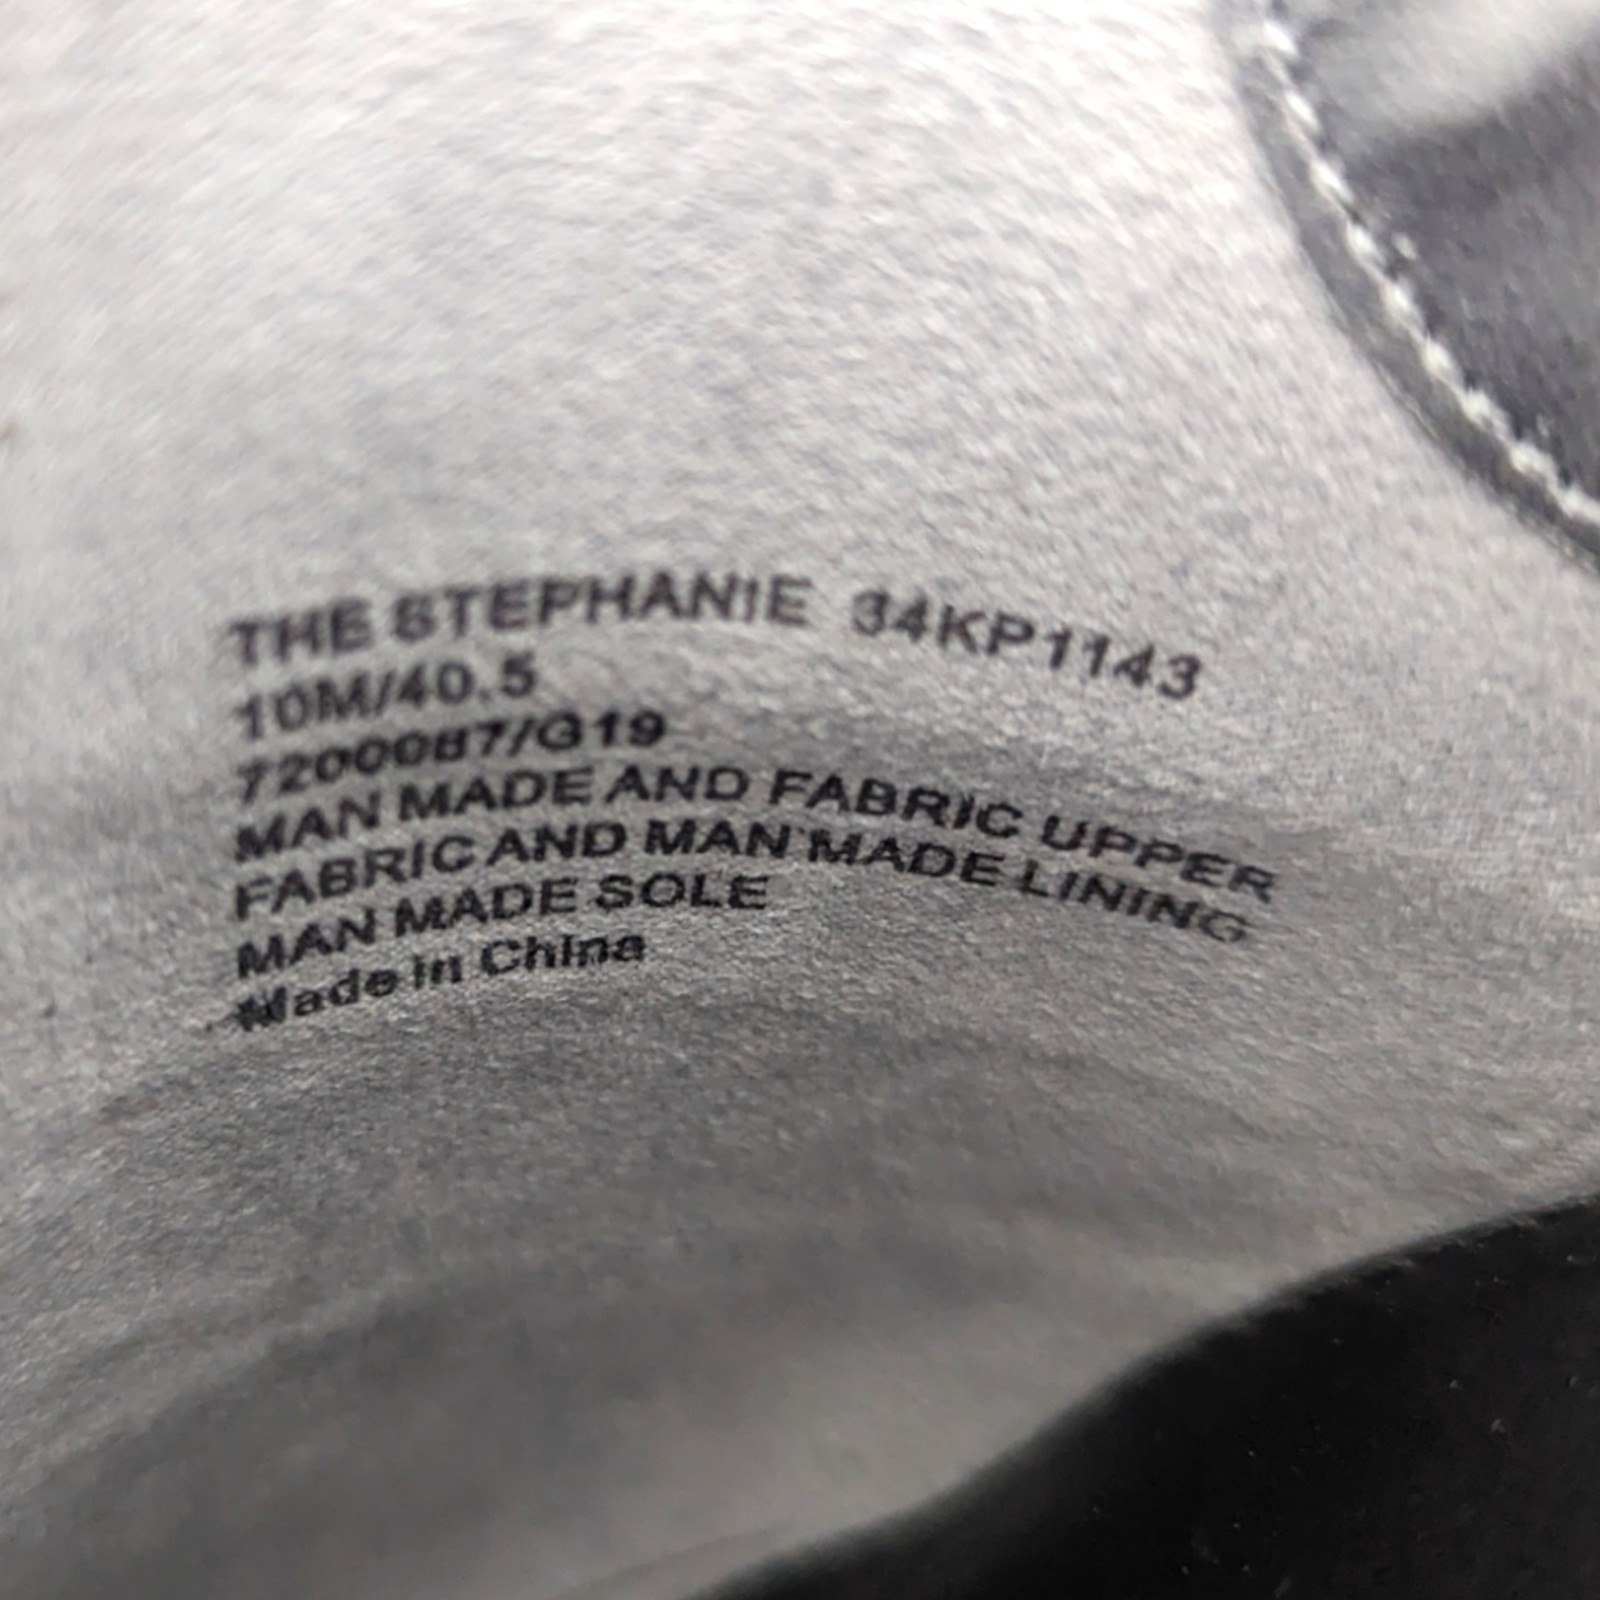 THE STEPHANIE 34KP1143
10M/40.5
7200087/G19
MAN MADE AND FABRIC UPPER
FABRIC AND MAN MADE LINING
MAN MADE SOLE
Made in China